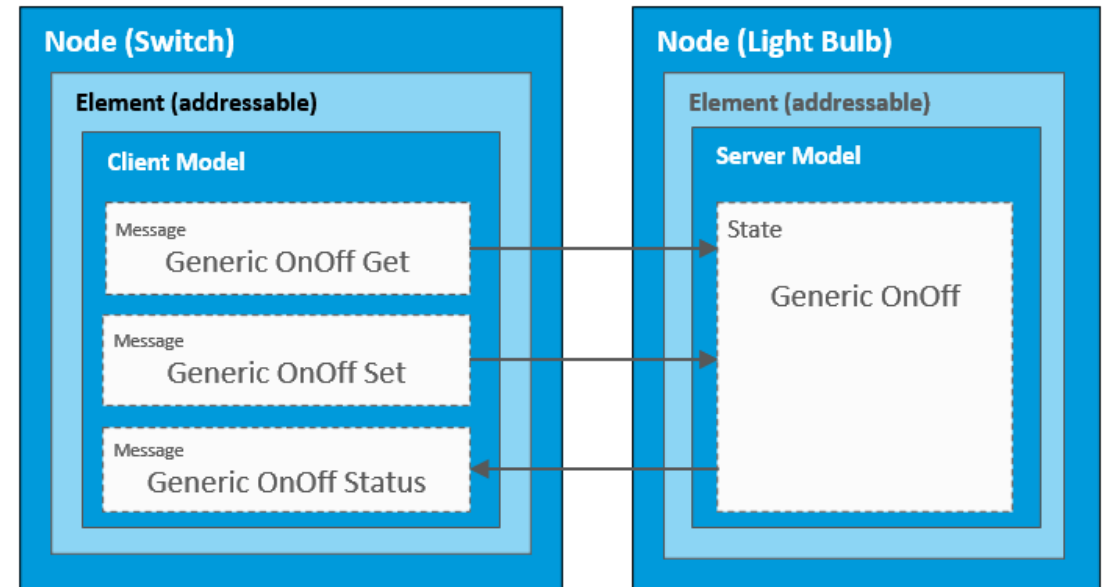 Node (Switch)
Element (addressable)
Client Model
Message
Generic OnOff Get
Message
Generic OnOff Set
Message
Generic OnOff Status
Node (Light Bulb)
Element (addressable)
Server Model
State
Generic OnOff